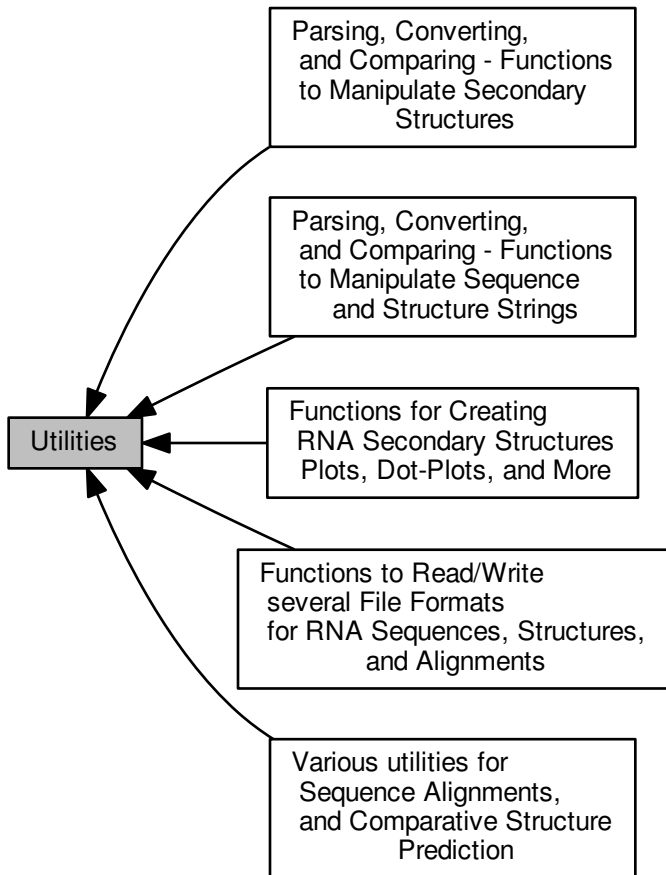 Parsing, Converting,
and Comparing - Functions
to Manipulate Secondary
Structures
Parsing, Converting,
and Comparing - Functions
to Manipulate Sequence
and Structure Strings
Utilities
Functions for Creating
RNA Secondary Structures
Plots, Dot-Plots, and More
Functions to Read/Write
several File Formats
for RNA Sequences, Structures,
and Alignments
Various utilities for
Sequence Alignments,
and Comparative Structure
Prediction